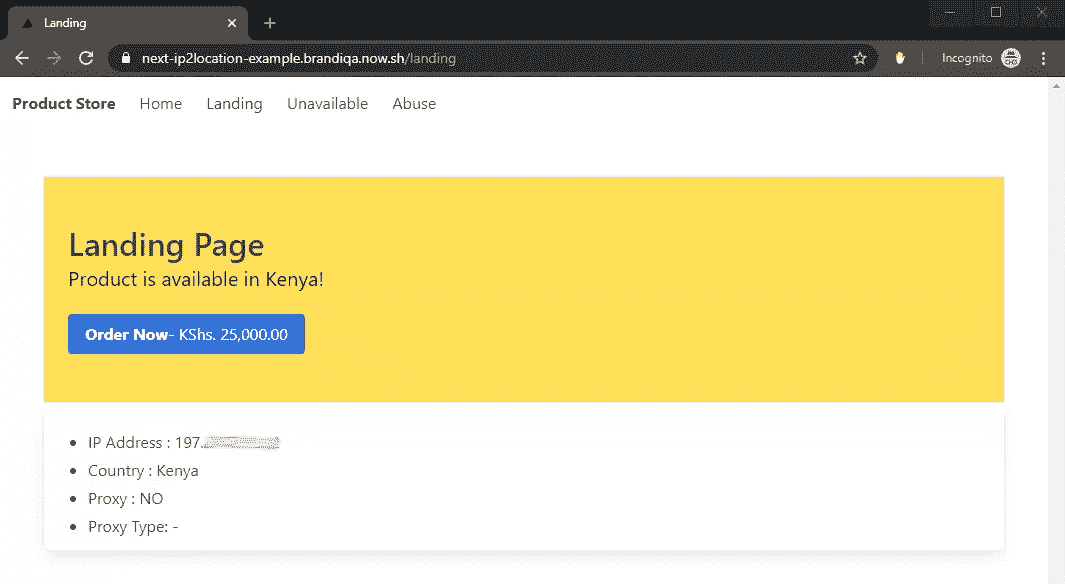 Landing
next-ip2location-example.brandiqa.now.sh/landing
Incognito
Product Store Home Landing Unavailable Abuse
Landing Page
Product is available in Kenya!
Order Now- KShs. 25,000.00
IP Address : 197.
Country : Kenya
Proxy : NO
Proxy Type: -